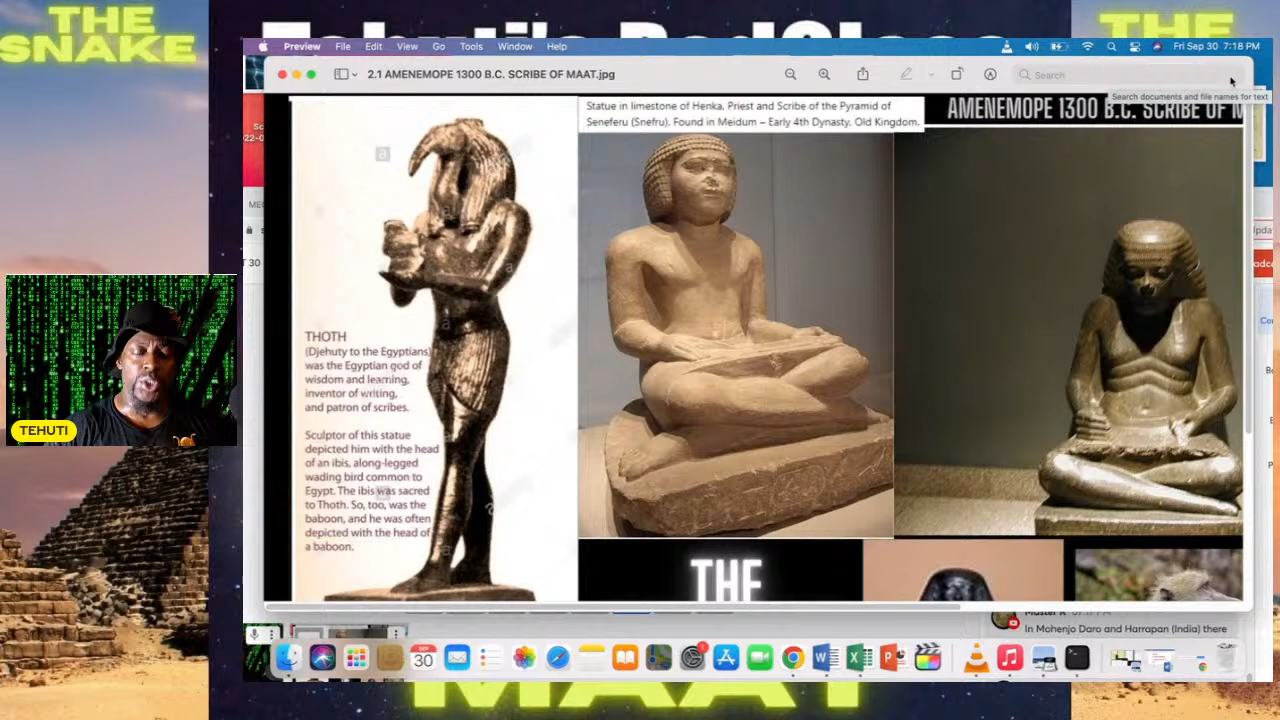 THE
SNAKE
THE
Preview File Edit View Go Tools Window Help
Fri Sep 30 7:18 PM
2.1 AMENEMOPE 1300 B.C. SCRIBE OF MAAT.jpg
Search
Search documents and file names for text
Statue in limestone of Henka, Priest and Scribe of the Pyramid of
Seneferu (Snefru). Found in Meidum – Early 4th Dynasty. Old Kingdom.
AMENEMOPE 1300 B.C. SCRIBE OF M
THOTH
(Djehuty to the Egyptians)
was the Egyptian god of
wisdom and learning,
inventor of writing,
and patron of scribes.
Sculptor of this statue
depicted him with the head
of an ibis, along-legged
wading bird common to
Egypt. The ibis was sacred
to Thoth. So, too, was the
baboon, and he was often
depicted with the head of
a baboon.
THE
TEHUTI
Master R 07:17 PM
In Mohenjo Daro and Harrapan (India) there
SEP
30
MAAT